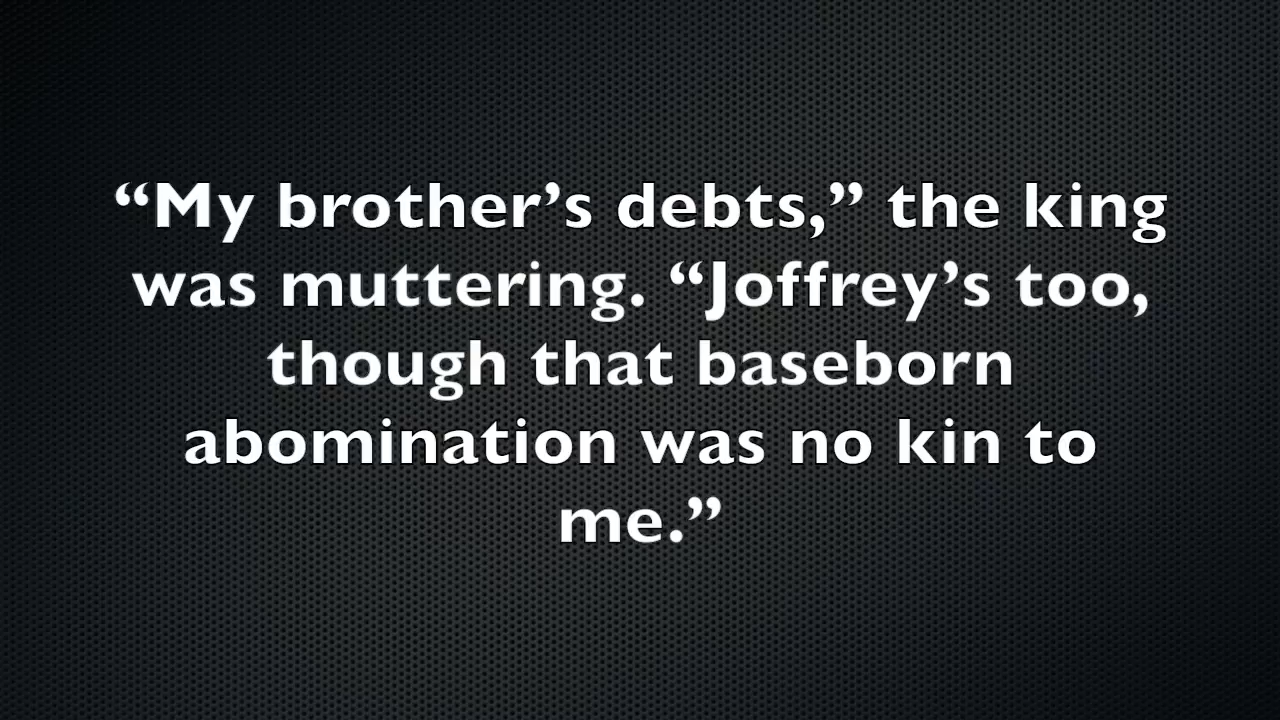 “My brother’s debts,” the king
was muttering. “Joffrey’s too,
though that baseborn
abomination was no kin to
me.”